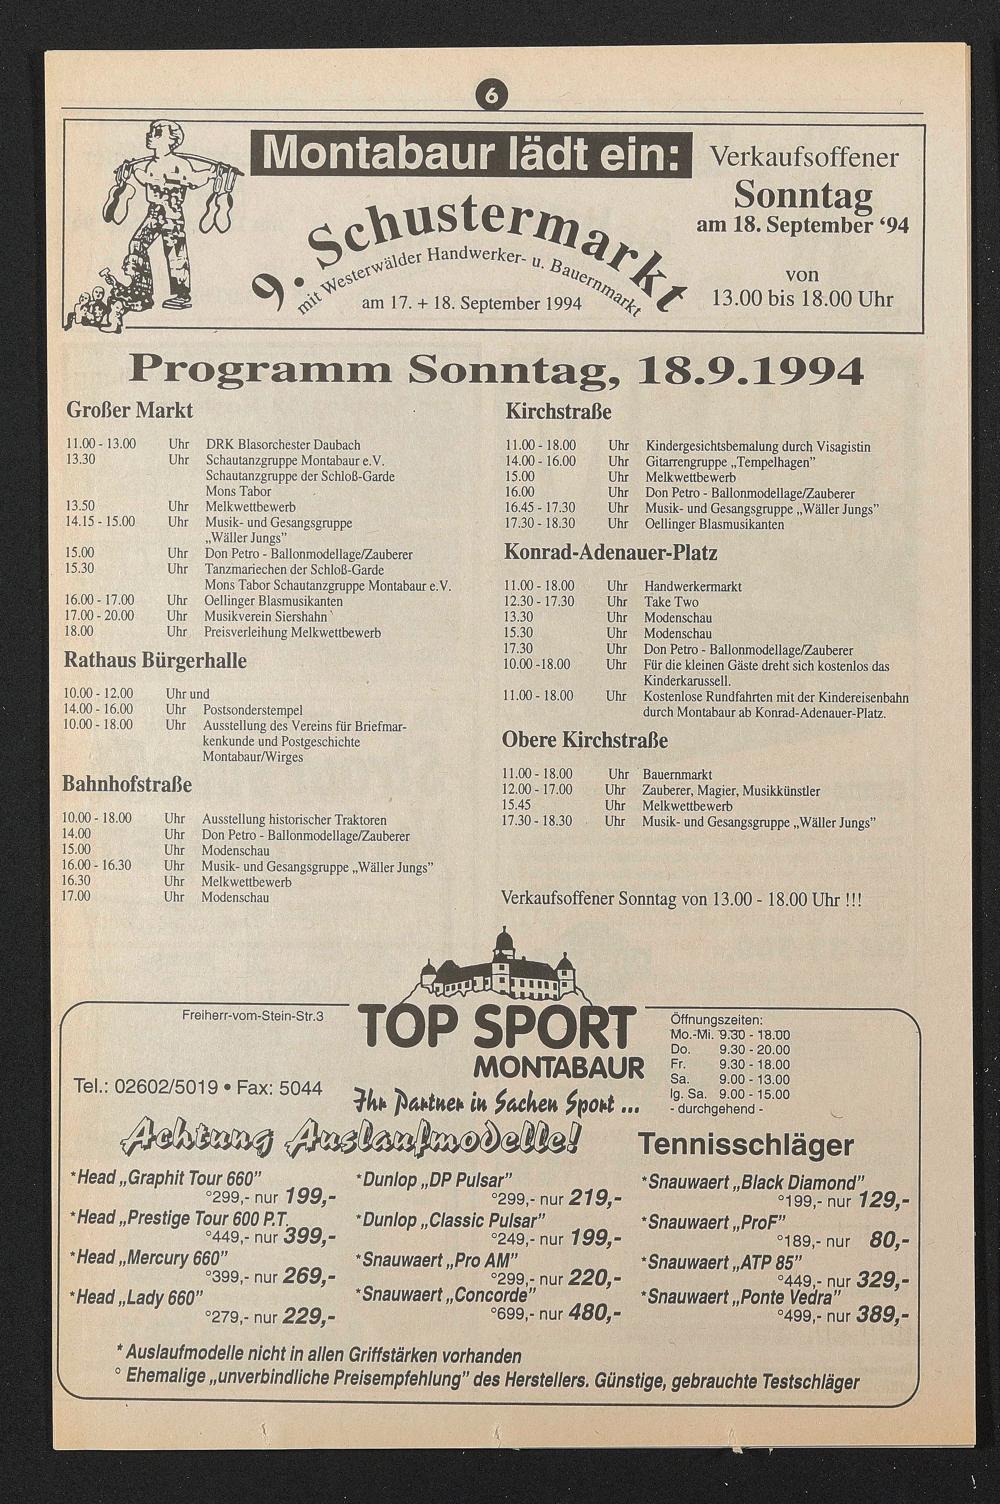 6
Montabaur lädt ein:
9. Schustermarkt
mit Westerwälder Handwerker- u. Bauernmarkt
am 17. + 18. September 1994
Verkaufsoffener
Sonntag
am 18. September ‘94
von
13.00 bis 18.00 Uhr
Programm Sonntag, 18.9.1994
Großer Markt
11.00 - 13.00 Uhr DRK Blasorchester Daubach
13.30 Uhr Schautanzgruppe Montabaur e.V.
Schautanzgruppe der Schloß-Garde
Mons Tabor
13.50 Uhr Melkwettbewerb
14.15 - 15.00 Uhr Musik- und Gesangsgruppe
„Wäller Jungs”
15.00 Uhr Don Petro - Ballonmodellage/Zauberer
15.30 Uhr Tanzmariechen der Schloß-Garde
Mons Tabor Schautanzgruppe Montabaur e.V.
16.00 - 17.00 Uhr Oellinger Blasmusikanten
17.00 - 20.00 Uhr Musikverein Siershahn
18.00 Uhr Preisverleihung Melkwettbewerb
Rathaus Bürgerhalle
10.00 - 12.00 Uhr und
14.00 - 16.00 Uhr Postsonderstempel
10.00 - 18.00 Uhr Ausstellung des Vereins für Briefmar-
kenkunde und Postgeschichte
Montabaur/Wirges
Bahnhofstraße
10.00 - 18.00 Uhr Ausstellung historischer Traktoren
14.00 Uhr Don Petro - Ballonmodellage/Zauberer
15.00 Uhr Modenschau
16.00 - 16.30 Uhr Musik- und Gesangsgruppe „Wäller Jungs”
16.30 Uhr Melkwettbewerb
17.00 Uhr Modenschau
Kirchstraße
11.00 - 18.00 Uhr Kindergesichtsbemalung durch Visagistin
14.00 - 16.00 Uhr Gitarrengruppe „Tempelhagen”
15.00 Uhr Melkwettbewerb
16.00 Uhr Don Petro - Ballonmodellage/Zauberer
16.45 - 17.30 Uhr Musik- und Gesangsgruppe „Wäller Jungs”
17.30 - 18.30 Uhr Oellinger Blasmusikanten
Konrad-Adenauer-Platz
11.00 - 18.00 Uhr Handwerkermarkt
12.30 - 17.30 Uhr Take Two
13.30 Uhr Modenschau
15.30 Uhr Modenschau
17.30 Uhr Don Petro - Ballonmodellage/Zauberer
10.00 -18.00 Uhr Für die kleinen Gäste dreht sich kostenlos das
Kinderkarussell.
11.00 - 18.00 Uhr Kostenlose Rundfahrten mit der Kindereisenbahn
durch Montabaur ab Konrad-Adenauer-Platz.
Obere Kirchstraße
11.00 - 18.00 Uhr Bauernmarkt
12.00 - 17.00 Uhr Zauberer, Magier, Musikkünstler
15.45 Uhr Melkwettbewerb
17.30 - 18.30 Uhr Musik- und Gesangsgruppe „Wäller Jungs”
Verkaufsoffener Sonntag von 13.00 - 18.00 Uhr !!!
Freiherr-vom-Stein-Str.3
TOP SPORT
MONTABAUR
Tel.: 02602/5019 • Fax: 5044
Ihr Partner in Sachen Sport ...
Öffnungszeiten:
Mo.-Mi. 9.30 - 18.00
Do. 9.30 - 20.00
Fr. 9.30 - 18.00
Sa. 9.00 - 13.00
lg. Sa. 9.00 - 15.00
- durchgehend -
Achtung Auslaufmodelle!
Tennisschläger
*Head „Graphit Tour 660”
°299,- nur 199,-
*Head „Prestige Tour 600 P.T.
°449,- nur 399,-
*Head „Mercury 660”
°399,- nur 269,-
*Head „Lady 660”
°279,- nur 229,-
*Dunlop „DP Pulsar”
°299,- nur 219,-
*Dunlop „Classic Pulsar”
°249,- nur 199,-
*Snauwaert „Pro AM”
°299,- nur 220,-
*Snauwaert „Concorde”
°699,- nur 480,-
*Snauwaert „Black Diamond”
°199,- nur 129,-
*Snauwaert „ProF”
°189,- nur 80,-
*Snauwaert „ATP 85”
°449,- nur 329,-
*Snauwaert „Ponte Vedra”
°499,- nur 389,-
* Auslaufmodelle nicht in allen Griffstärken vorhanden
° Ehemalige „unverbindliche Preisempfehlung” des Herstellers. Günstige, gebrauchte Testschläger